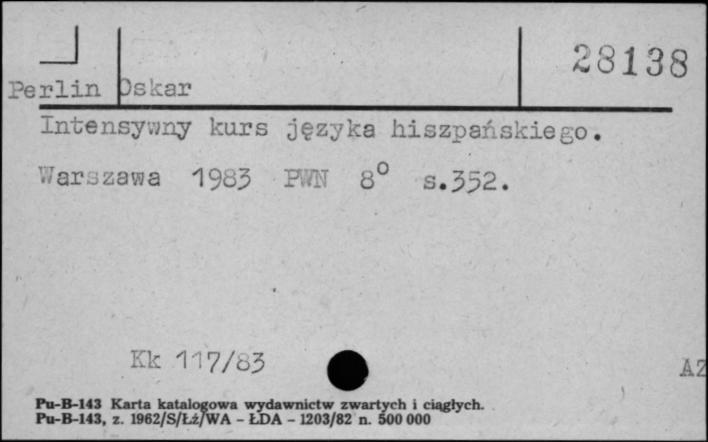 28138
Perlin Oskar
Intensywny kurs języka hiszpańskiego.
Warszawa 1983 PWN 8° s.352.
Kk 117/83
AZ
Pu-B-143 Karta katalogowa wydawnictw zwartych i ciągłych.
Pu-B-143, z. 1962/S/Łż/WA - ŁDA - 1203/82 n. 500 000